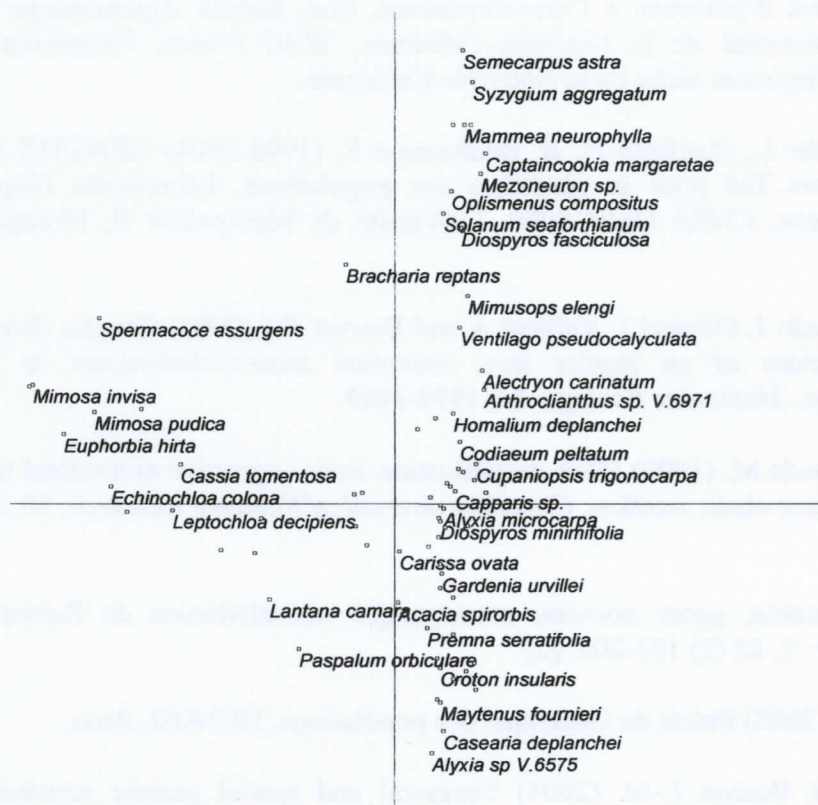 Semecarpus astra
Syzygium aggregatum
Mammea neurophylla
Captaincookia margaretae
Mezoneuron sp.
Oplismenus compositus
Solanum seaforthianum
Diospyros fasciculosa
Bracharia reptans
Mimusops elengi
Spermacoce assurgens
Ventilago pseudocalyculata
Alectryon carinatum
Mimosa invisa
Arthroclianthus sp. V.6971
Mimosa pudica
Homalium deplanchei
Euphorbia hirta
Codiaeum peltatum
Cassia tomentosa
Cupaniopsis trigonocarpa
Echinochloa colona
Capparis sp.
Leptochloa decipiens
Alyxia microcarpa
Diospyros minimifolia
Carissa ovata
Gardenia urvillei
Lantana camara
Acacia spirorbis
Premna serratifolia
Paspalum orbiculare
Croton insularis
Maytenus fournieri
Casearia deplanchei
Alyxia sp V.6575